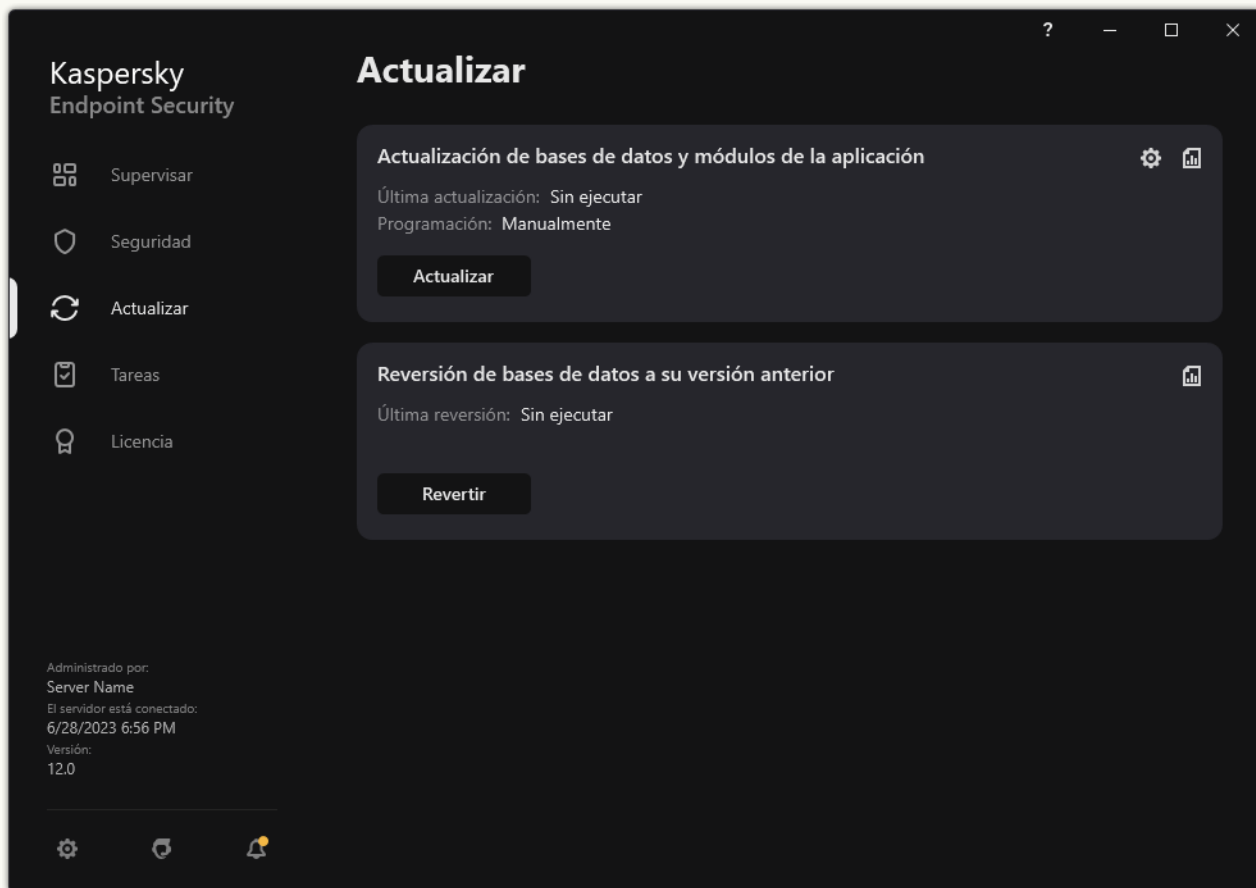 ?
Kaspersky
Endpoint Security
Supervisar
Seguridad
Actualizar
Tareas
Licencia
Administrado por:
Server Name
El servidor está conectado:
6/28/2023 6:56 PM
Versión:
12.0
Actualizar
Actualización de bases de datos y módulos de la aplicación
Última actualización: Sin ejecutar
Programación: Manualmente
Actualizar
Reversión de bases de datos a su versión anterior
Última reversión: Sin ejecutar
Revertir